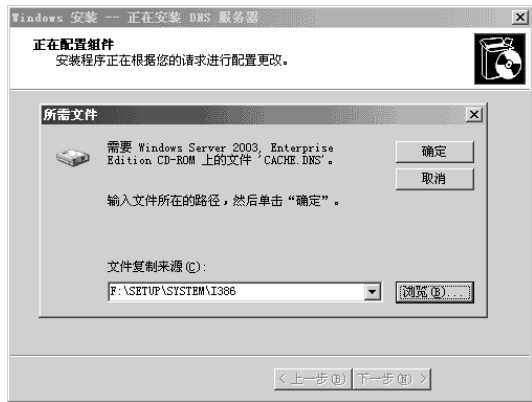 Windows 安装 -- 正在安装 DNS 服务器
正在配置组件
安装程序正在根据您的请求进行配置更改。
所需文件
需要 Windows Server 2003, Enterprise
Edition CD-ROM 上的文件 'CACHE.DNS'。
确定
取消
输入文件所在的路径，然后单击“确定”。
文件复制来源(C):
F:\SETUP\SYSTEM\I386
浏览(B)...
< 上一步(B)
下一步(N) >